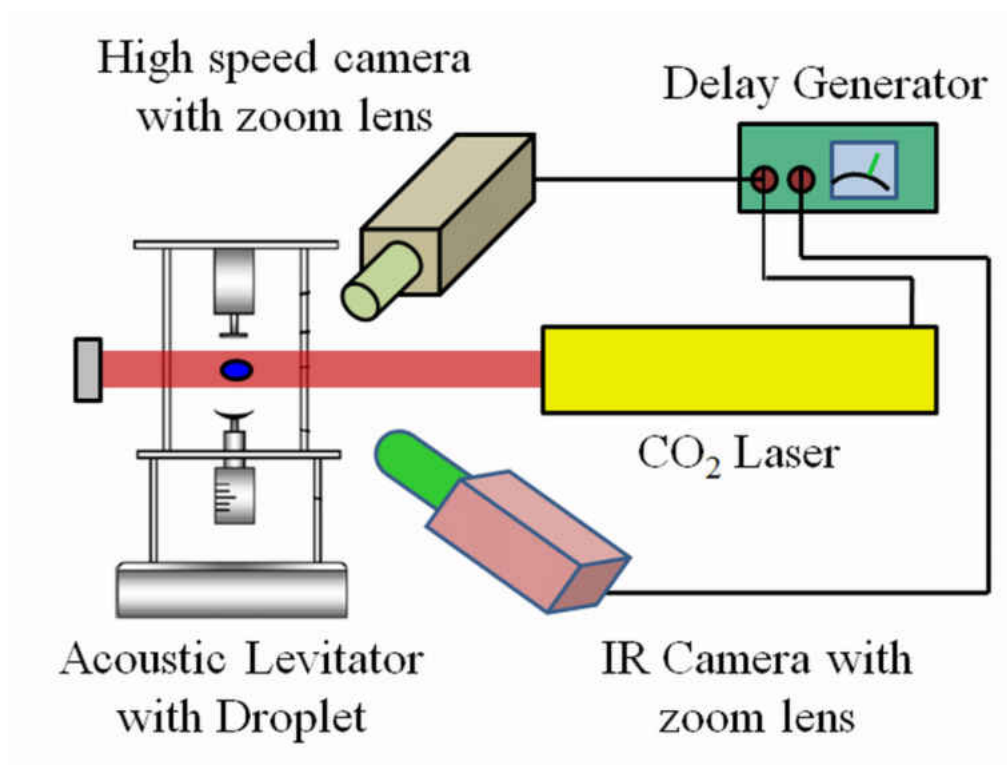 High speed camera
with zoom lens
Delay Generator
CO₂ Laser
Acoustic Levitator
with Droplet
IR Camera with
zoom lens